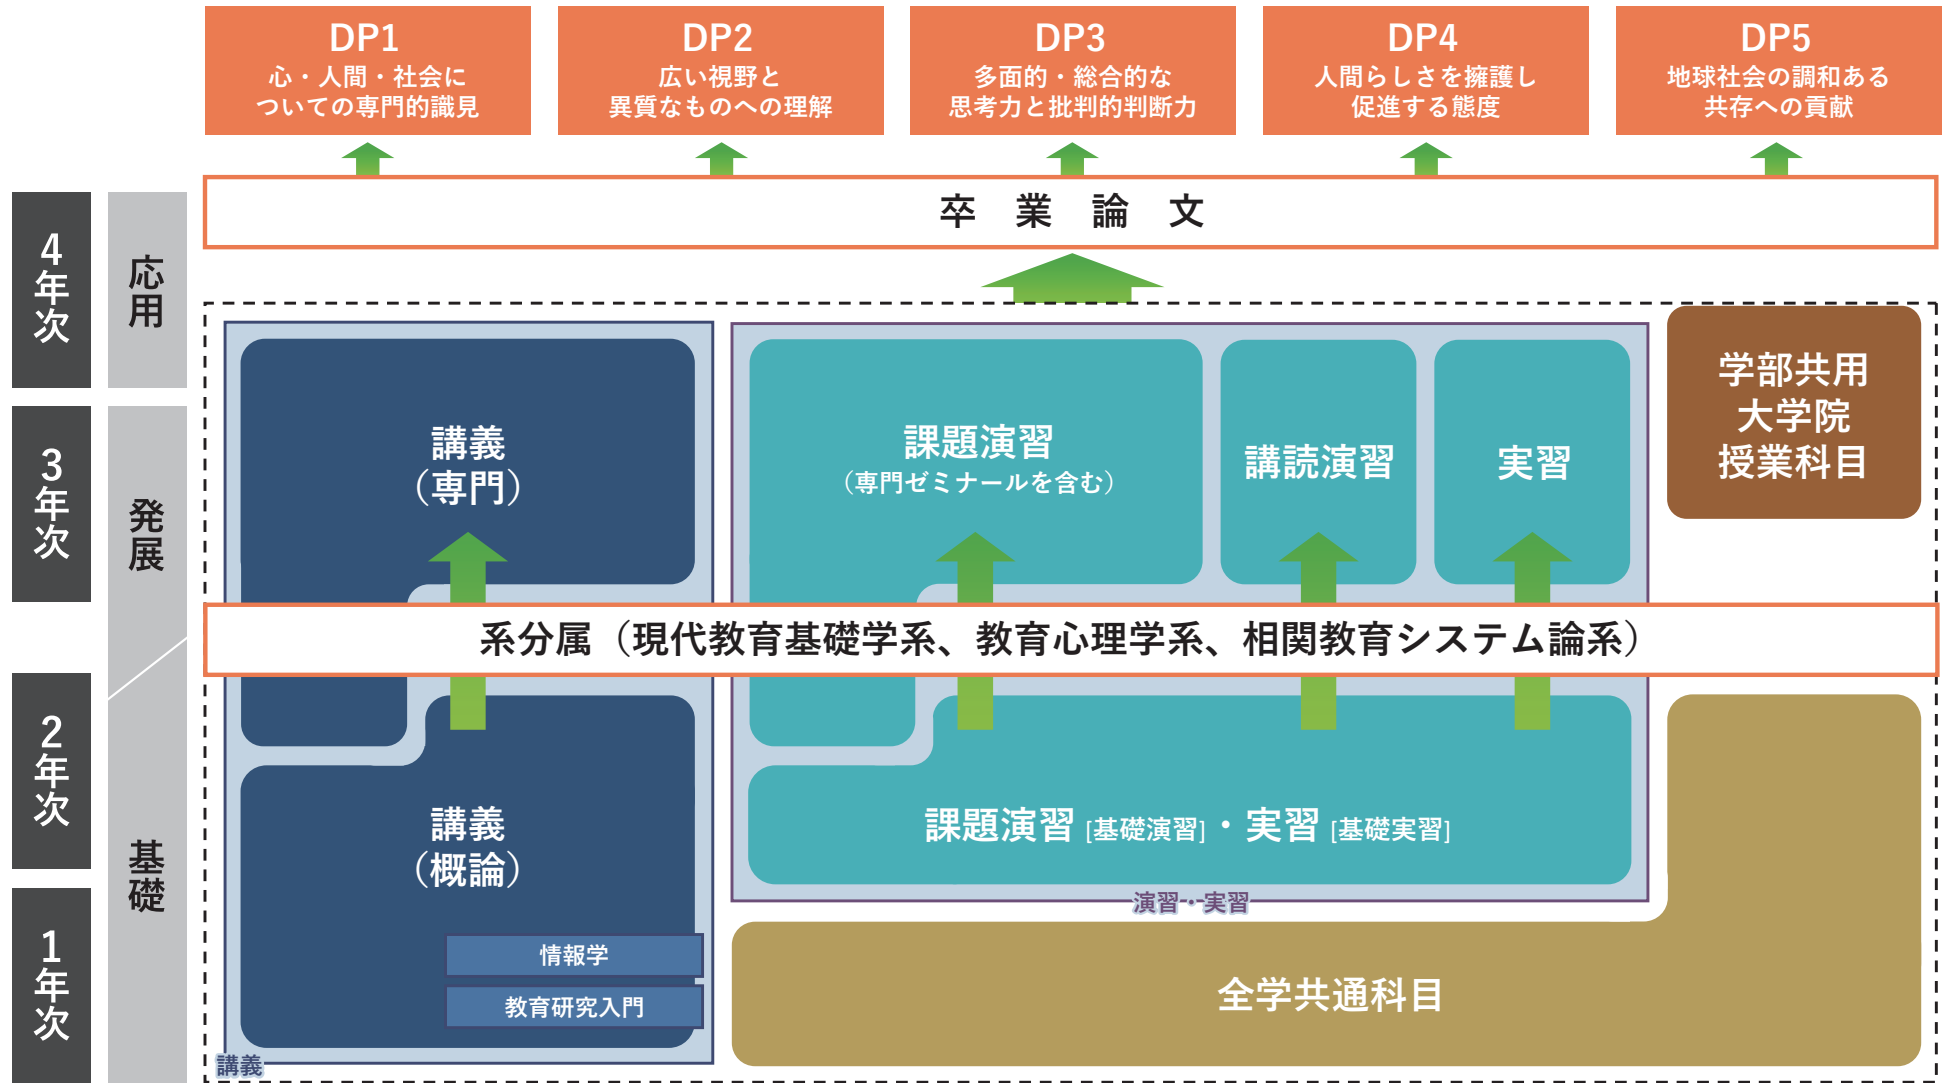 DP1
心・人間・社会に
ついての専門的識見
DP2
広い視野と
異質なものへの理解
DP3
多面的・総合的な
思考力と批判的判断力
DP4
人間らしさを擁護し
促進する態度
DP5
地球社会の調和ある
共存への貢献
卒業論文
4年次
応用
3年次
発展
2年次
基礎
1年次
講義
（専門）
課題演習
（専門ゼミナールを含む）
講読演習
実習
学部共用
大学院
授業科目
系分属（現代教育基礎学系、教育心理学系、相関教育システム論系）
講義
（概論）
課題演習 [基礎演習]・実習 [基礎実習]
演習・実習
情報学
教育研究入門
全学共通科目
講義